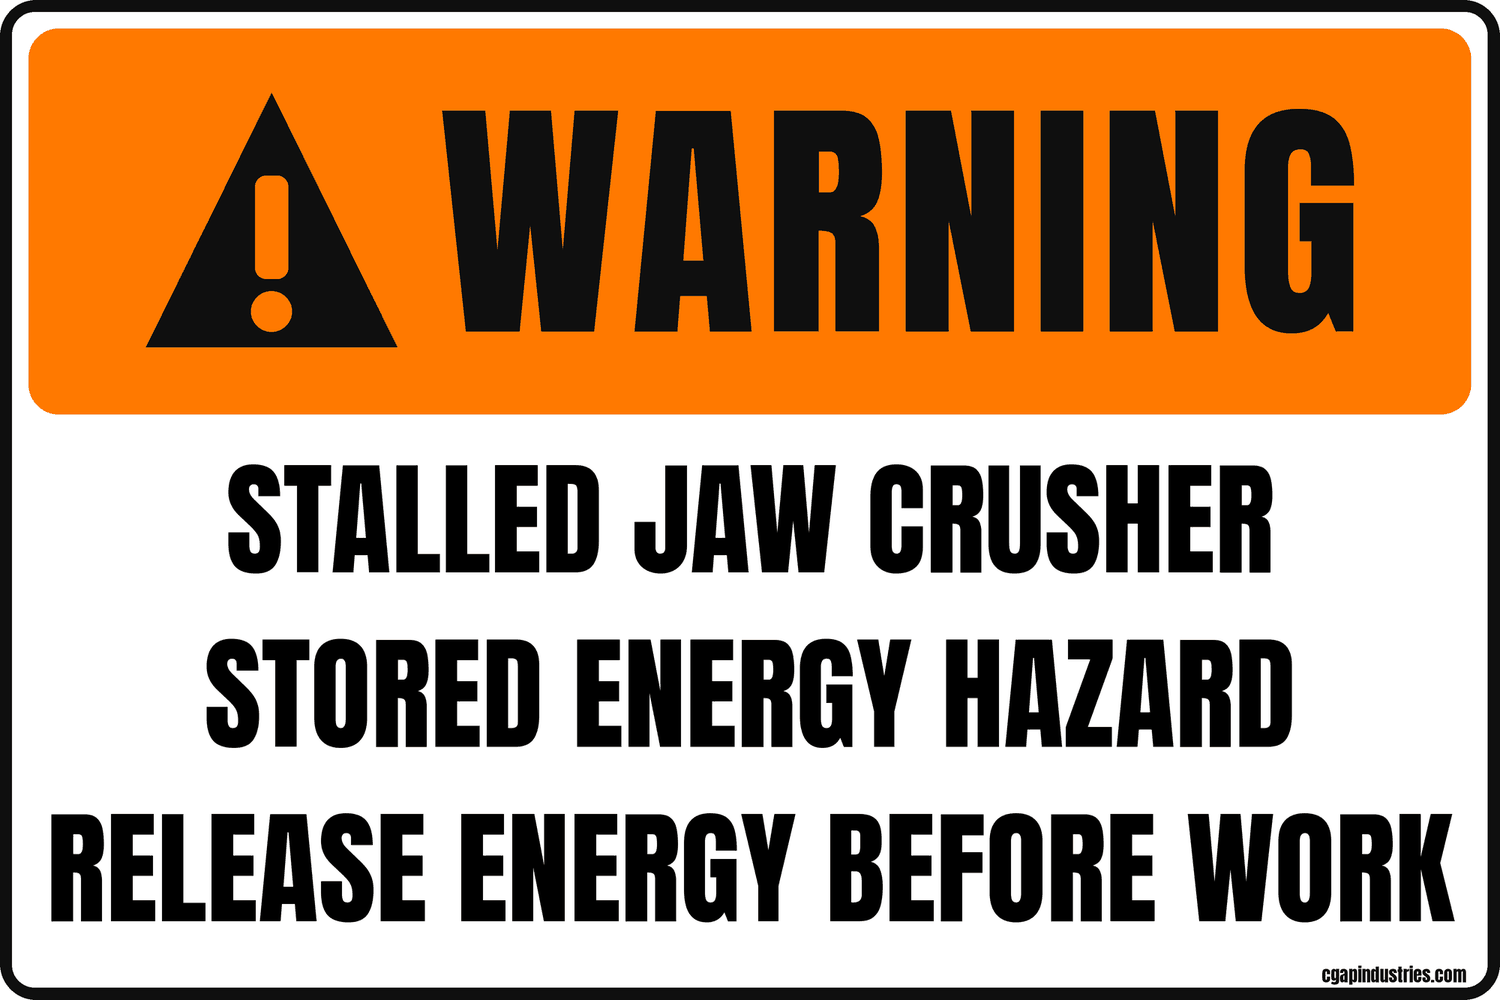 WARNING
STALLED JAW CRUSHER
STORED ENERGY HAZARD
RELEASE ENERGY BEFORE WORK
cgapindustries.com